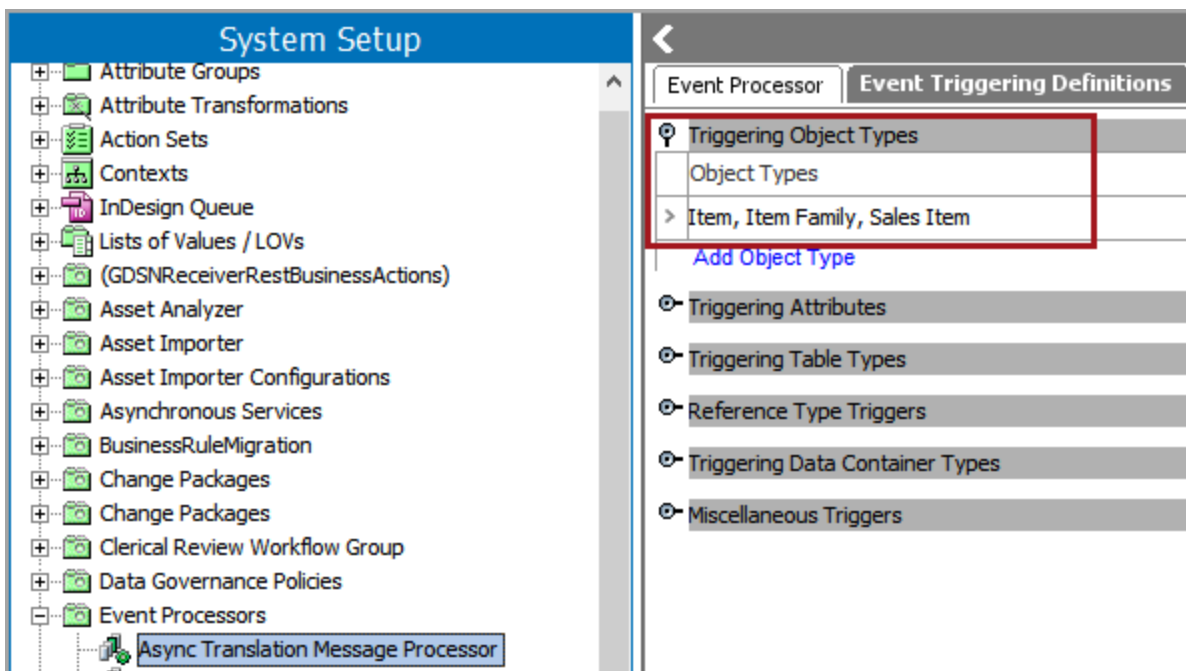 System Setup
Attribute Groups
Attribute Transformations
Action Sets
Contexts
InDesign Queue
Lists of Values / LOVs
(GDSNReceiverRestBusinessActions)
Asset Analyzer
Asset Importer
Asset Importer Configurations
Asynchronous Services
BusinessRuleMigration
Change Packages
Change Packages
Clerical Review Workflow Group
Data Governance Policies
Event Processors
Async Translation Message Processor
Event Processor
Event Triggering Definitions
Triggering Object Types
Object Types
> Item, Item Family, Sales Item
Add Object Type
Triggering Attributes
Triggering Table Types
Reference Type Triggers
Triggering Data Container Types
Miscellaneous Triggers